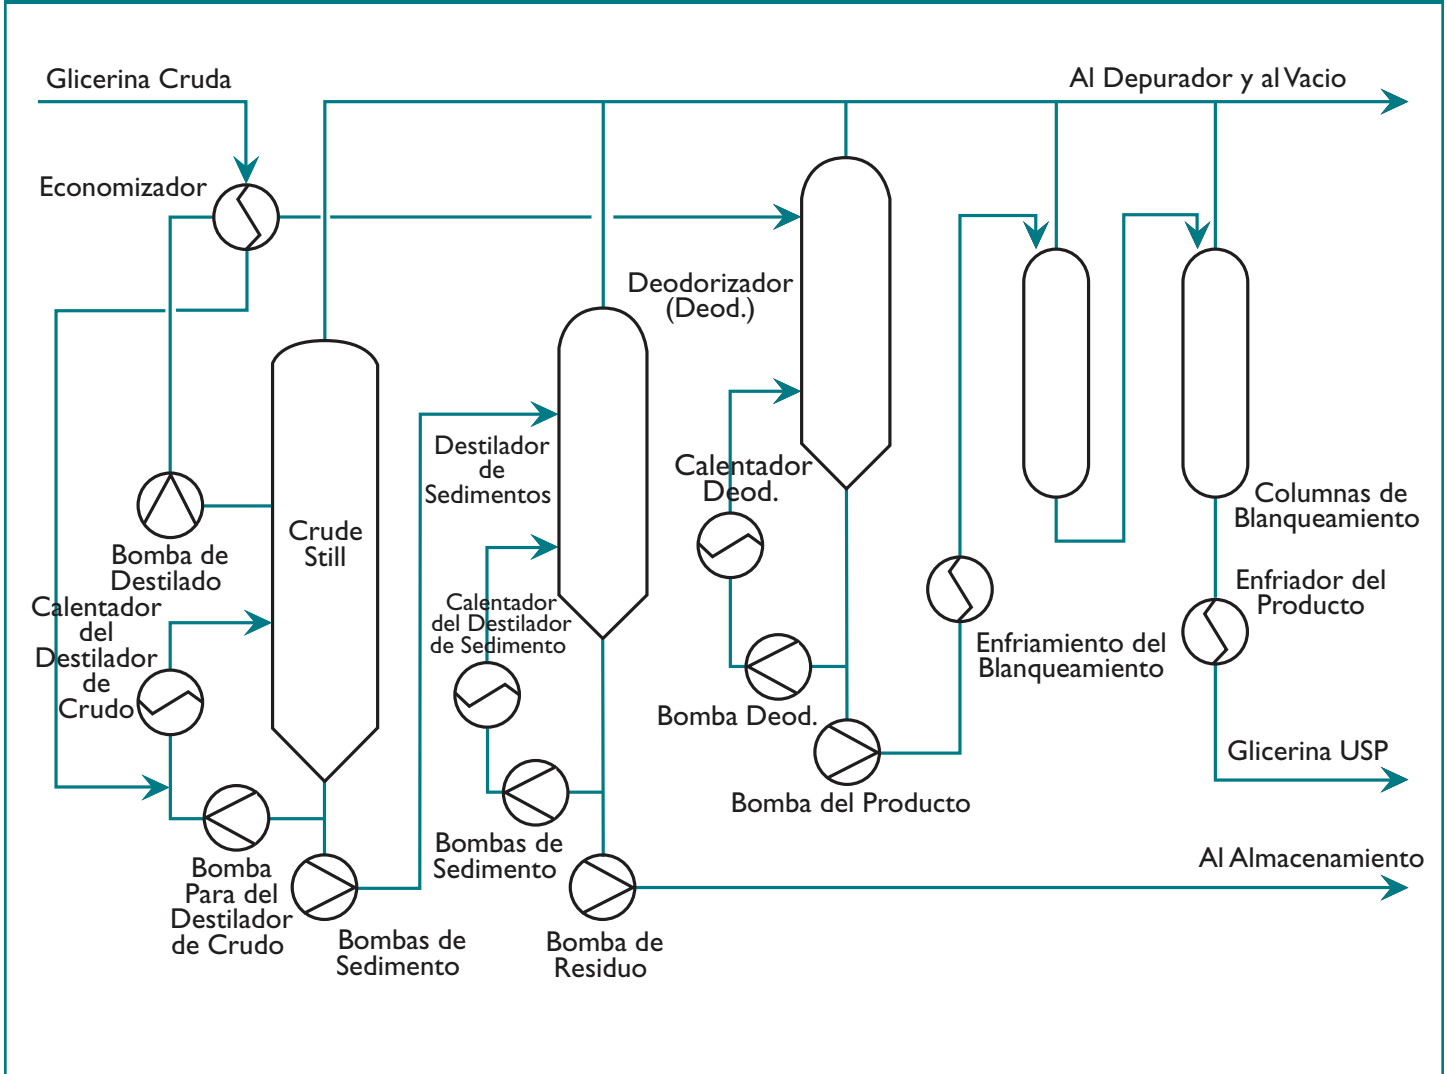 Glicerina Cruda
Al Depurador y al Vacio
Economizador
Deodorizador
(Deod.)
Destilador
de
Sedimentos
Calentador
Deod.
Columnas de
Blanqueamiento
Crude
Still
Bomba de
Destilado
Calentador
del
Destilador
de
Crudo
Calentador
del Destilador
de Sedimento
Enfriador del
Producto
Enfriamiento del
Blanqueamiento
Bomba Deod.
Glicerina USP
Bomba del Producto
Bombas de
Sedimento
Al Almacenamiento
Bomba
Para del
Destilador
de Crudo
Bombas de
Sedimento
Bomba de
Residuo